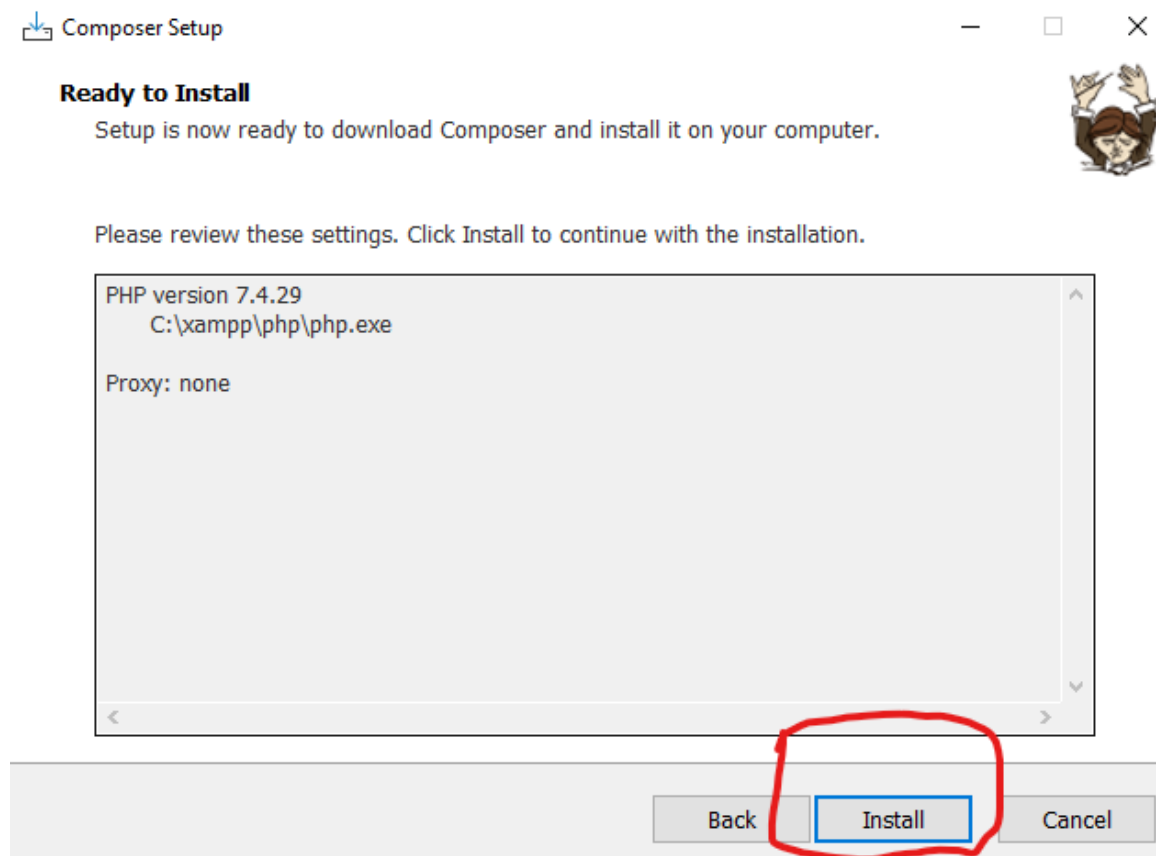 Composer Setup
Ready to Install
Setup is now ready to download Composer and install it on your computer.
Please review these settings. Click Install to continue with the installation.
PHP version 7.4.29
C:\xampp\php\php.exe
Proxy: none
Back
Install
Cancel